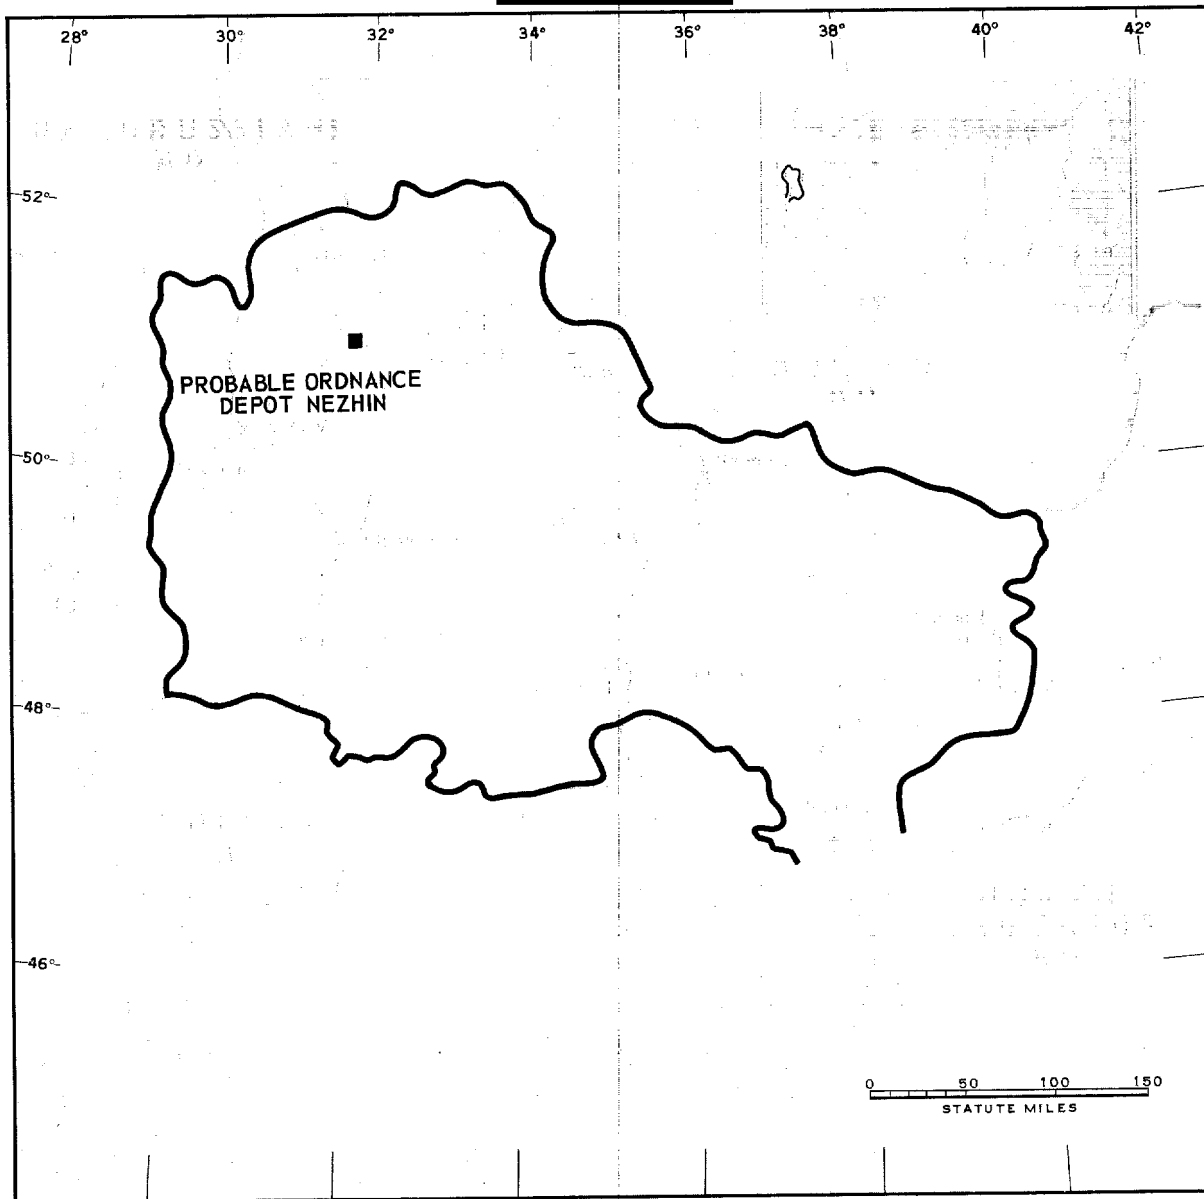 28° 30° 32° 34° 36° 38° 40° 42°
52°
PROBABLE ORDNANCE
DEPOT NEZHIN
50°
48°
46°
0 50 100 150
STATUTE MILES